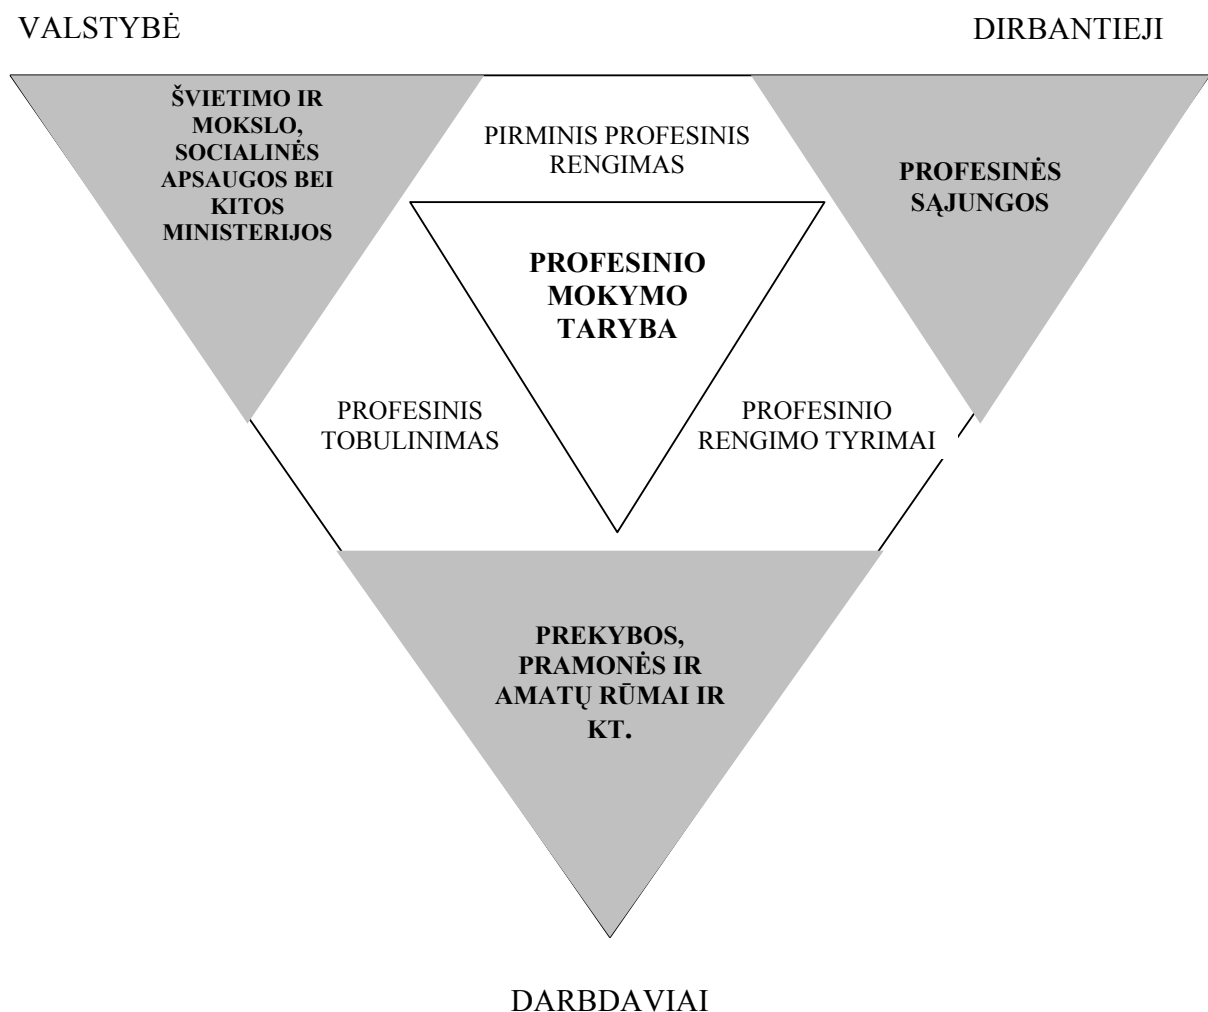 VALSTYBĖ
DIRBANTIEJI
ŠVIETIMO IR
MOKSLO,
SOCIALINĖS
APSAUGOS BEI
KITOS
MINISTERIJOS
PIRMINIS PROFESINIS
RENGIMAS
PROFESINĖS
SĄJUNGOS
PROFESINIO
MOKYMO
TARYBA
PROFESINIS
TOBULINIMAS
PROFESINIO
RENGIMO TYRIMAI
PREKYBOS,
PRAMONĖS IR
AMATŲ RŪMAI IR
KT.
DARBDAVIAI